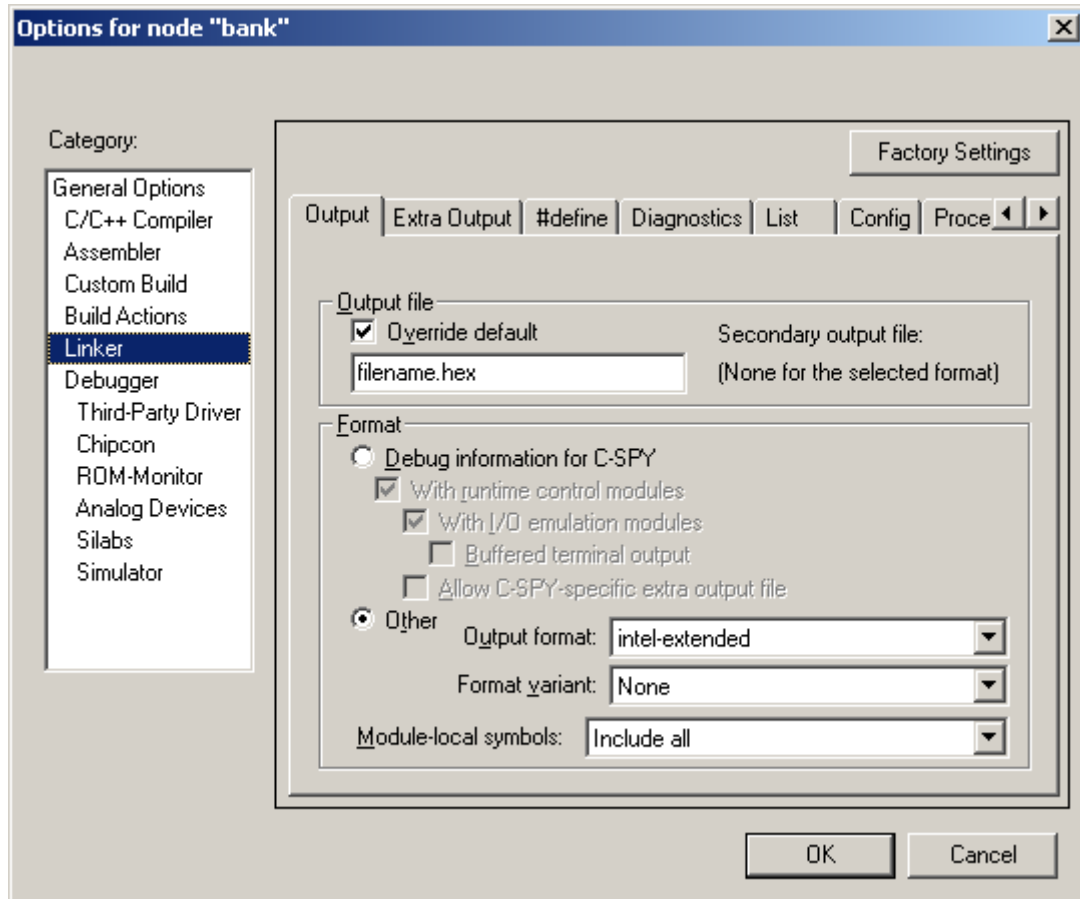 Options for node "bank"
Category:
General Options
C/C++ Compiler
Assembler
Custom Build
Build Actions
Linker
Debugger
Third-Party Driver
Chipcon
ROM-Monitor
Analog Devices
Silabs
Simulator
Factory Settings
Output Extra Output #define Diagnostics List Config Proce
Output file
Override default
filename.hex
Secondary output file:
(None for the selected format)
Format
Debug information for C-SPY
With runtime control modules
With I/O emulation modules
Buffered terminal output
Allow C-SPY-specific extra output file
Other
Output format: intel-extended
Format variant: None
Module-local symbols: Include all
OK Cancel